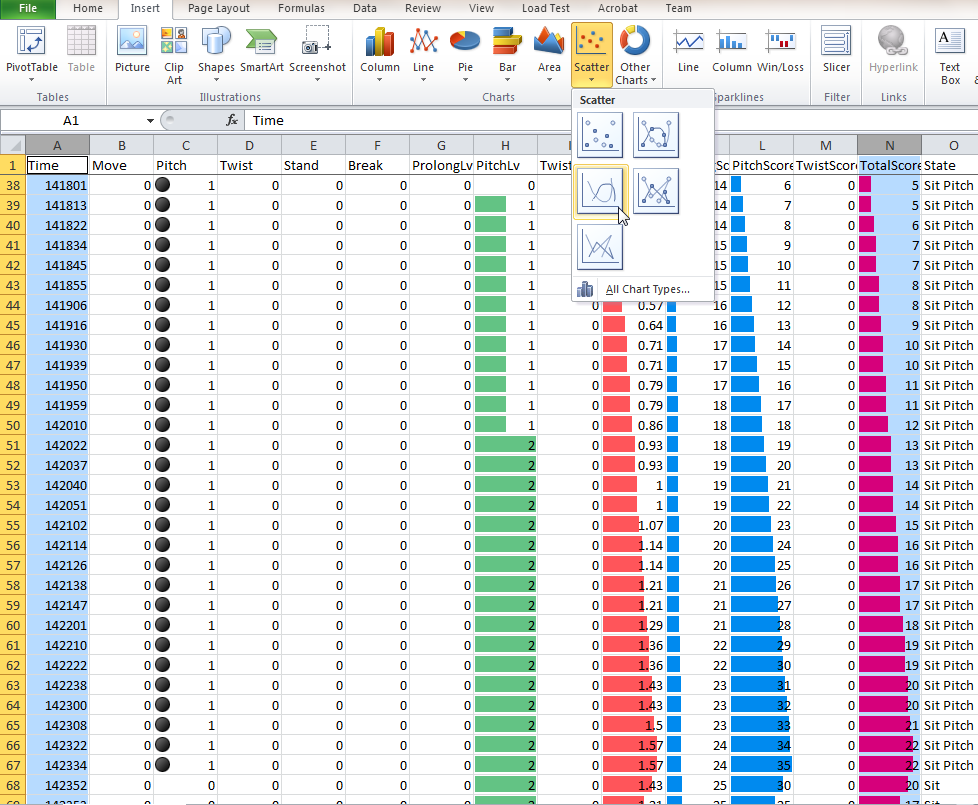 File Home Insert Page Layout Formulas Data Review View Load Test Acrobat Team
PivotTable Table Picture Clip Art Shapes SmartArt Screenshot Column Line Pie Bar Area Scatter Other Charts Line Column Win/Loss Slicer Hyperlink Text Box
Tables Illustrations Charts Sparklines Filter Links
A1 fx Time
Scatter
All Chart Types...
A B C D E F G H L M N O
1 Time Move Pitch Twist Stand Break ProlongLv PitchLv Twist Sc PitchScore TwistScore TotalScore State
38 141801 0 1 0 0 0 0 0 14 6 0 5 Sit Pitch
39 141813 0 1 0 0 0 0 1 14 7 0 5 Sit Pitch
40 141822 0 1 0 0 0 0 1 14 8 0 6 Sit Pitch
41 141834 0 1 0 0 0 0 1 15 9 0 7 Sit Pitch
42 141845 0 1 0 0 0 0 1 15 10 0 7 Sit Pitch
43 141855 0 1 0 0 0 0 1 15 11 0 8 Sit Pitch
44 141906 0 1 0 0 0 0 1 0 0.57 16 12 0 8 Sit Pitch
45 141916 0 1 0 0 0 0 1 0 0.64 16 13 0 9 Sit Pitch
46 141930 0 1 0 0 0 0 1 0 0.71 17 14 0 10 Sit Pitch
47 141939 0 1 0 0 0 0 1 0 0.71 17 15 0 10 Sit Pitch
48 141950 0 1 0 0 0 0 1 0 0.79 17 16 0 11 Sit Pitch
49 141959 0 1 0 0 0 0 1 0 0.79 18 17 0 11 Sit Pitch
50 142010 0 1 0 0 0 0 1 0 0.86 18 18 0 12 Sit Pitch
51 142022 0 1 0 0 0 0 2 0 0.93 18 19 0 13 Sit Pitch
52 142037 0 1 0 0 0 0 2 0 0.93 19 20 0 13 Sit Pitch
53 142040 0 1 0 0 0 0 2 0 1 19 21 0 14 Sit Pitch
54 142051 0 1 0 0 0 0 2 0 1 19 22 0 14 Sit Pitch
55 142102 0 1 0 0 0 0 2 0 1.07 20 23 0 15 Sit Pitch
56 142114 0 1 0 0 0 0 2 0 1.14 20 24 0 16 Sit Pitch
57 142126 0 1 0 0 0 0 2 0 1.14 20 25 0 16 Sit Pitch
58 142138 0 1 0 0 0 0 2 0 1.21 21 26 0 17 Sit Pitch
59 142147 0 1 0 0 0 0 2 0 1.21 21 27 0 17 Sit Pitch
60 142201 0 1 0 0 0 0 2 0 1.29 21 28 0 18 Sit Pitch
61 142210 0 1 0 0 0 0 2 0 1.36 22 29 0 19 Sit Pitch
62 142222 0 1 0 0 0 0 2 0 1.36 22 30 0 19 Sit Pitch
63 142238 0 1 0 0 0 0 2 0 1.43 23 31 0 20 Sit Pitch
64 142300 0 1 0 0 0 0 2 0 1.43 23 32 0 20 Sit Pitch
65 142308 0 1 0 0 0 0 2 0 1.5 23 33 0 21 Sit Pitch
66 142322 0 1 0 0 0 0 2 0 1.57 24 34 0 22 Sit Pitch
67 142334 0 1 0 0 0 0 2 0 1.57 24 35 0 22 Sit Pitch
68 142352 0 0 0 0 0 0 2 0 1.43 25 30 0 20 Sit